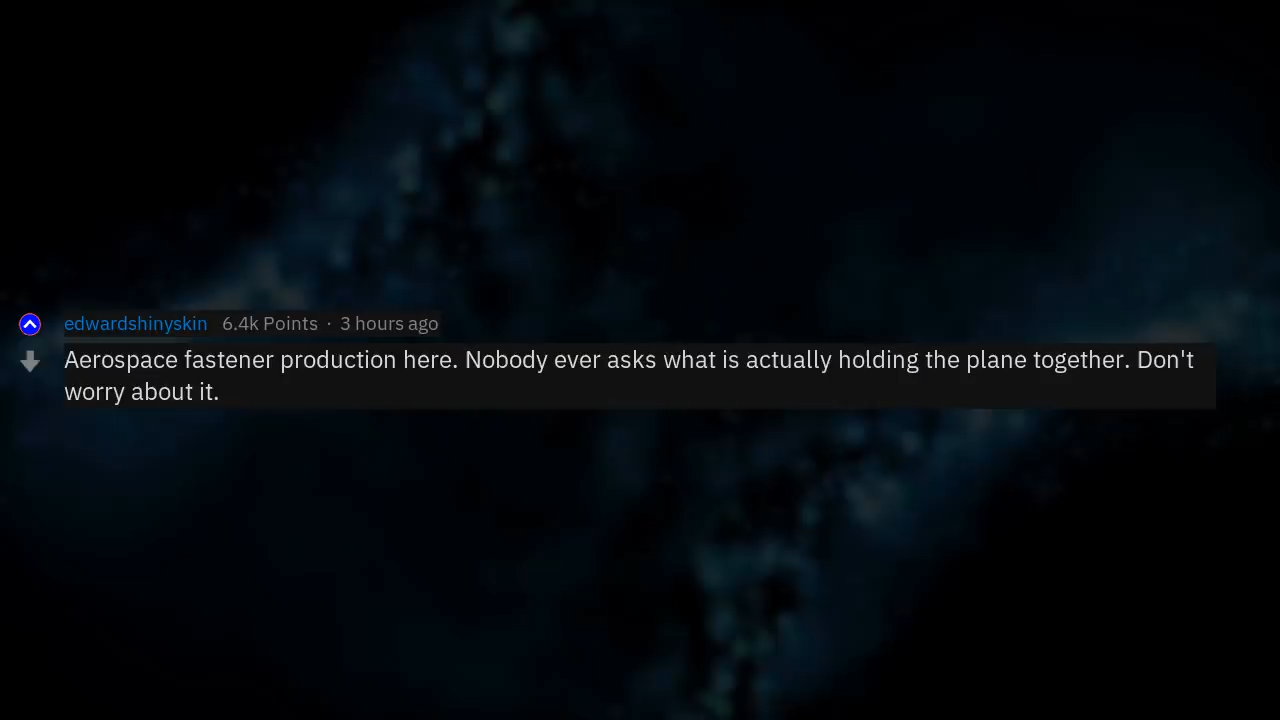 edwardshinyskin 6.4k Points · 3 hours ago
Aerospace fastener production here. Nobody ever asks what is actually holding the plane together. Don't
worry about it.